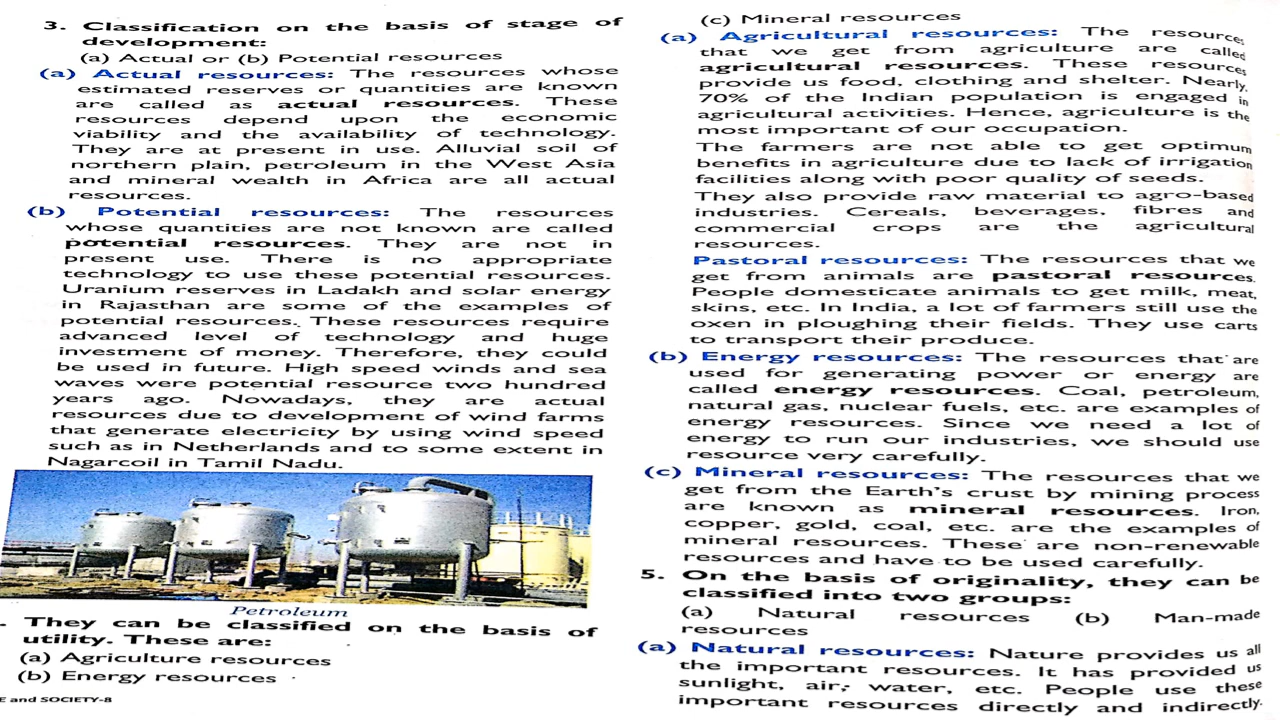 3. Classification on the basis of stage of
development:
(a) Actual or (b) Potential resources
(a) Actual resources: The resources whose
estimated reserves or quantities are known
are called as actual resources. These
resources depend upon the economic
viability and the availability of technology.
They are at present in use. Alluvial soil of
northern plain, petroleum in the West Asia
and mineral wealth in Africa are all actual
resources.
(b) Potential resources: The resources
whose quantities are not known are called
potential resources. They are not in
present use. There is no appropriate
technology to use these potential resources.
Uranium reserves in Ladakh and solar energy
in Rajasthan are some of the examples of
potential resources. These resources require
advanced level of technology and huge
investment of money. Therefore, they could
be used in future. High speed winds and sea
waves were potential resource two hundred
years ago. Nowadays, they are actual
resources due to development of wind farms
that generate electricity by using wind speed
such as in Netherlands and to some extent in
Nagarcoil in Tamil Nadu.
Petroleum
. They can be classified on the basis of
utility. These are:
(a) Agriculture resources
(b) Energy resources
E and SOCIETY-8
(c) Mineral resources
(a) Agricultural resources: The resources
that we get from agriculture are called
agricultural resources. These resources
provide us food, clothing and shelter. Nearly,
70% of the Indian population is engaged in
agricultural activities. Hence, agriculture is the
most important of our occupation.
The farmers are not able to get optimum
benefits in agriculture due to lack of irrigation
facilities along with poor quality of seeds.
They also provide raw material to agro-based
industries. Cereals, beverages, fibres and
commercial crops are the agricultural
resources.
Pastoral resources: The resources that we
get from animals are pastoral resources.
People domesticate animals to get milk, meat,
skins, etc. In India, a lot of farmers still use the
oxen in ploughing their fields. They use carts
to transport their produce.
(b) Energy resources: The resources that are
used for generating power or energy are
called energy resources. Coal, petroleum,
natural gas, nuclear fuels, etc. are examples of
energy resources. Since we need a lot of
energy to run our industries, we should use
resource very carefully.
(c) Mineral resources: The resources that we
get from the Earth's crust by mining process
are known as mineral resources. Iron,
copper, gold, coal, etc. are the examples of
mineral resources. These are non-renewable
resources and have to be used carefully.
5. On the basis of originality, they can be
classified into two groups:
(a) Natural resources (b) Man-made
resources
(a) Natural resources: Nature provides us all
the important resources. It has provided us
sunlight, air, water, etc. People use these
important resources directly and indirectly.